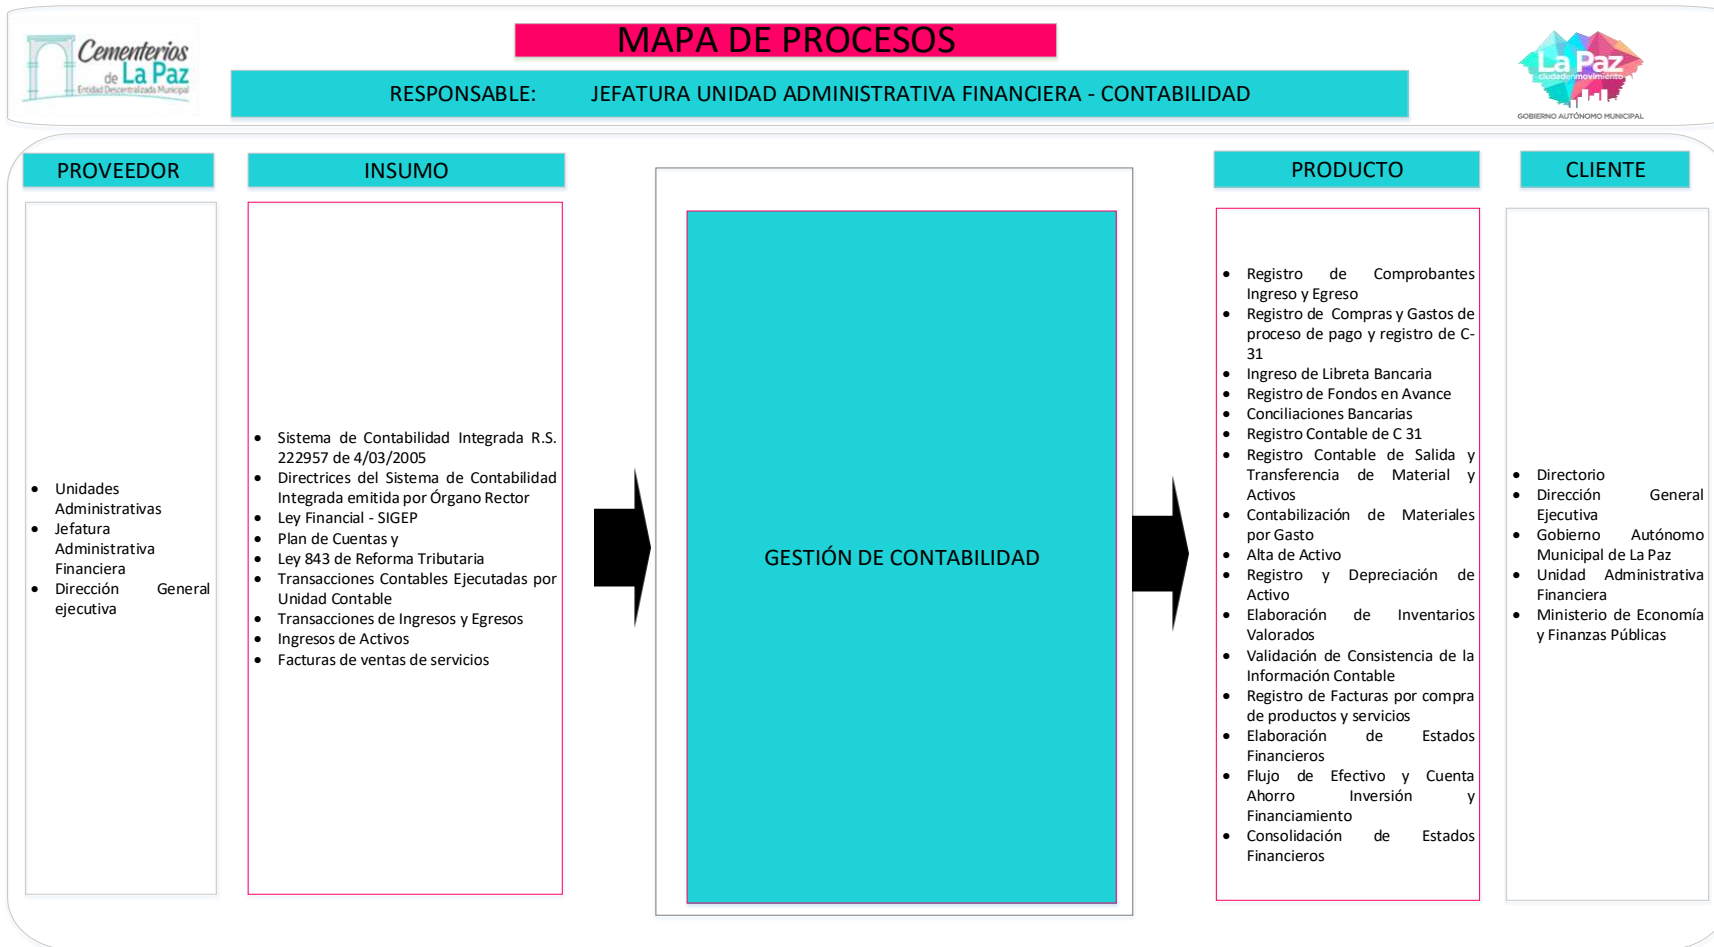 Cementerios
de La Paz
Entidad Descentralizada Municipal
MAPA DE PROCESOS
RESPONSABLE: JEFATURA UNIDAD ADMINISTRATIVA FINANCIERA - CONTABILIDAD
La Paz
ciudadenmovimiento
GOBIERNO AUTÓNOMO MUNICIPAL
PROVEEDOR
• Unidades
Administrativas
• Jefatura
Administrativa
Financiera
• Dirección General
ejecutiva
INSUMO
• Sistema de Contabilidad Integrada R.S.
222957 de 4/03/2005
• Directrices del Sistema de Contabilidad
Integrada emitida por Órgano Rector
• Ley Financial - SIGEP
• Plan de Cuentas y
• Ley 843 de Reforma Tributaria
• Transacciones Contables Ejecutadas por
Unidad Contable
• Transacciones de Ingresos y Egresos
• Ingresos de Activos
• Facturas de ventas de servicios
GESTIÓN DE CONTABILIDAD
PRODUCTO
• Registro de Comprobantes
Ingreso y Egreso
• Registro de Compras y Gastos de
proceso de pago y registro de C-
31
• Ingreso de Libreta Bancaria
• Registro de Fondos en Avance
• Conciliaciones Bancarias
• Registro Contable de C 31
• Registro Contable de Salida y
Transferencia de Material y
Activos
• Contabilización de Materiales
por Gasto
• Alta de Activo
• Registro y Depreciación de
Activo
• Elaboración de Inventarios
Valorados
• Validación de Consistencia de la
Información Contable
• Registro de Facturas por compra
de productos y servicios
• Elaboración de Estados
Financieros
• Flujo de Efectivo y Cuenta
Ahorro Inversión y
Financiamiento
• Consolidación de Estados
Financieros
CLIENTE
• Directorio
• Dirección General
Ejecutiva
• Gobierno Autónomo
Municipal de La Paz
• Unidad Administrativa
Financiera
• Ministerio de Economía
y Finanzas Públicas